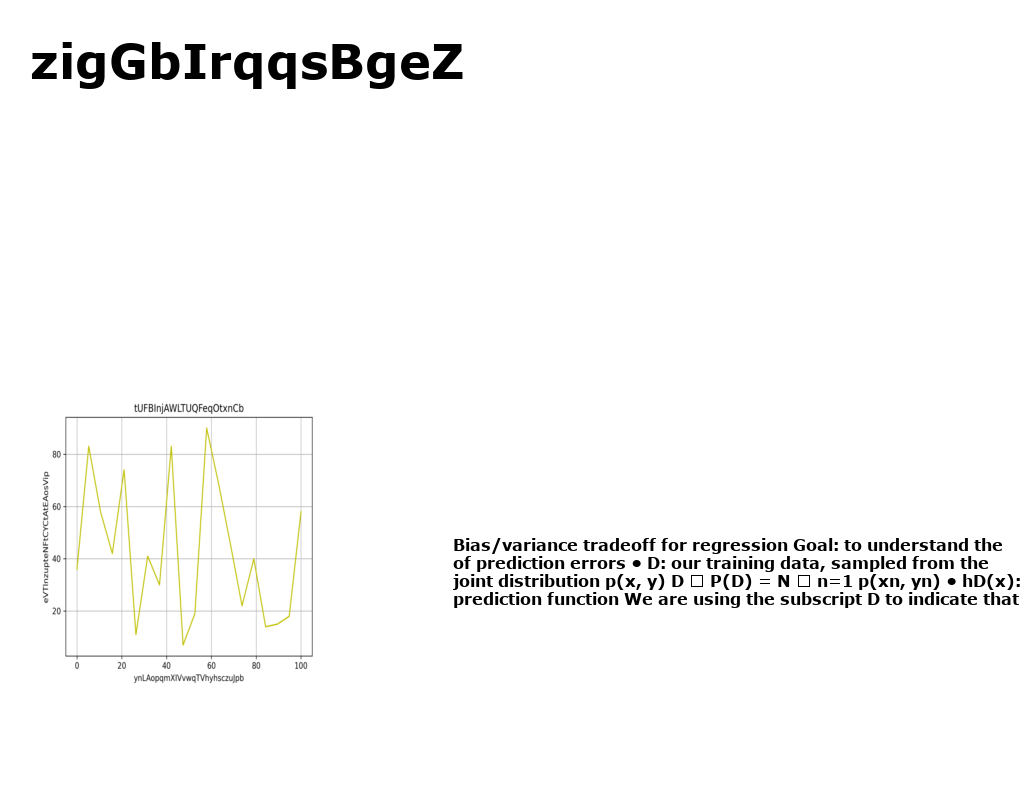 zigGbIrqqsBgeZ
tUFBInjAWLTUQFeqOtxnCb
80
60
40
20
eVTlnzupteNFtCYCtAtEAosVip
0 20 40 60 80 100
ynLAopqmXIVvwqTVhyhsczuJpb
Bias/variance tradeoff for regression Goal: to understand the
of prediction errors • D: our training data, sampled from the
joint distribution p(x, y) D □ P(D) = N □ n=1 p(xn, yn) • hD(x):
prediction function We are using the subscript D to indicate that